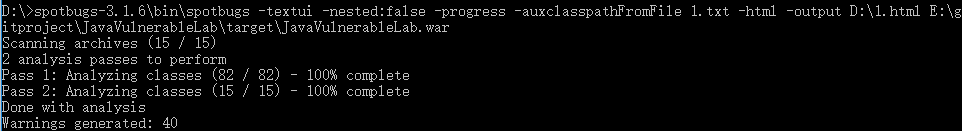 D:\>spotbugs-3.1.6\bin\spotbugs -textui -nested:false -progress -auxclasspathFromFile 1.txt -html -output D:\1.html E:\g
itproject\JavaVulnerableLab\target\JavaVulnerableLab.war
Scanning archives (15 / 15)
2 analysis passes to perform
Pass 1: Analyzing classes (82 / 82) - 100% complete
Pass 2: Analyzing classes (15 / 15) - 100% complete
Done with analysis
Warnings generated: 40